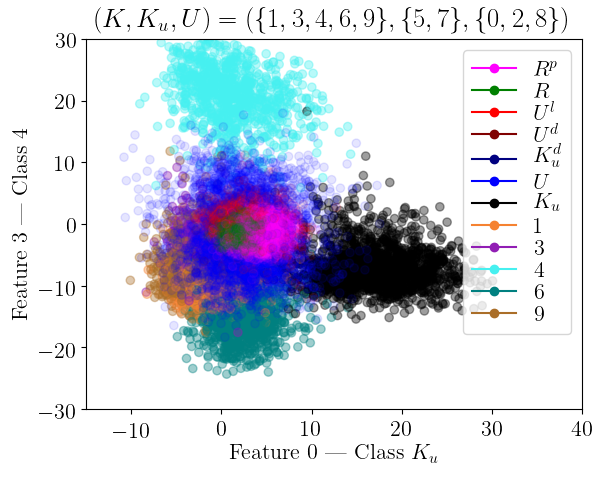 (K, K_u, U) = ({1, 3, 4, 6, 9}, {5, 7}, {0, 2, 8})
30
20
10
0
−10
−20
−30
Feature 3 — Class 4
R^p
R
U^l
U^d
K_u^d
U
K_u
1
3
4
6
9
−10
0
10
20
30
40
Feature 0 — Class K_u